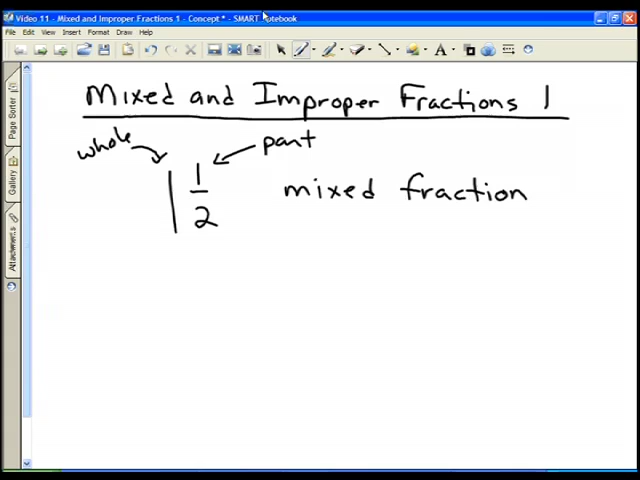 Video 11 - Mixed and Improper Fractions 1 - Concept * - SMART Notebook
File Edit View Insert Format Draw Help
Mixed and Improper Fractions 1
whole
part
1 1/2
mixed fraction
Page Sorter
Gallery
Attachments